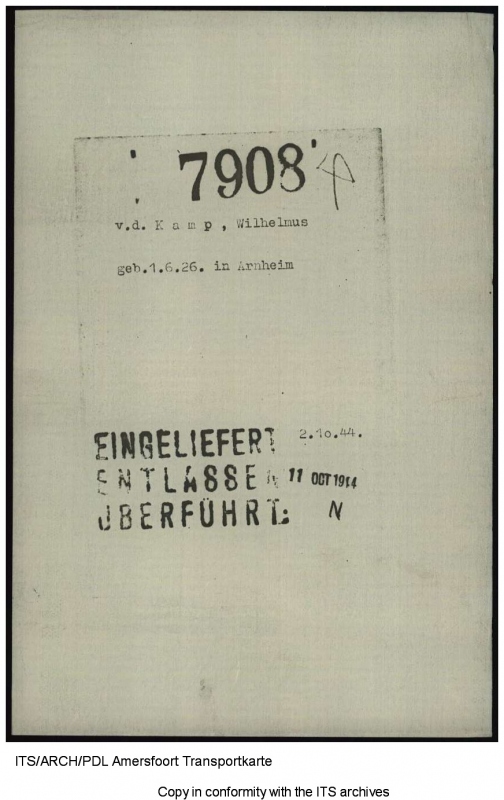 7908
v.d. K a m p , Wilhelmus
geb.1.6.26. in Arnheim
EINGELIEFERT 2.10.44.
ENTLASSEN 11 OCT 1944
ÜBERFÜHRT: N
ITS/ARCH/PDL Amersfoort Transportkarte
Copy in conformity with the ITS archives